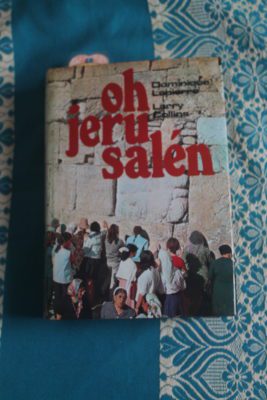 oh
Dominique
Lapierre
jeru
Larry
Collins
salén